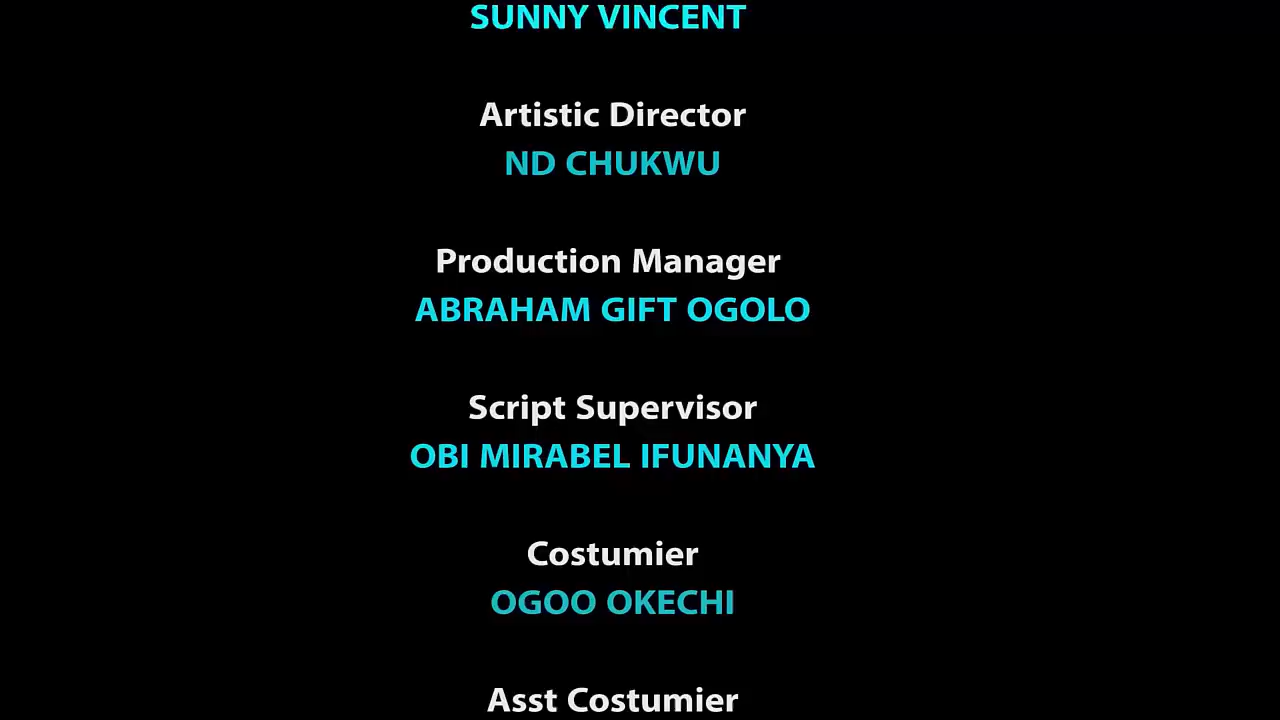 SUNNY VINCENT
Artistic Director
ND CHUKWU
Production Manager
ABRAHAM GIFT OGOLO
Script Supervisor
OBI MIRABEL IFUNANYA
Costumier
OGOO OKECHI
Asst Costumier